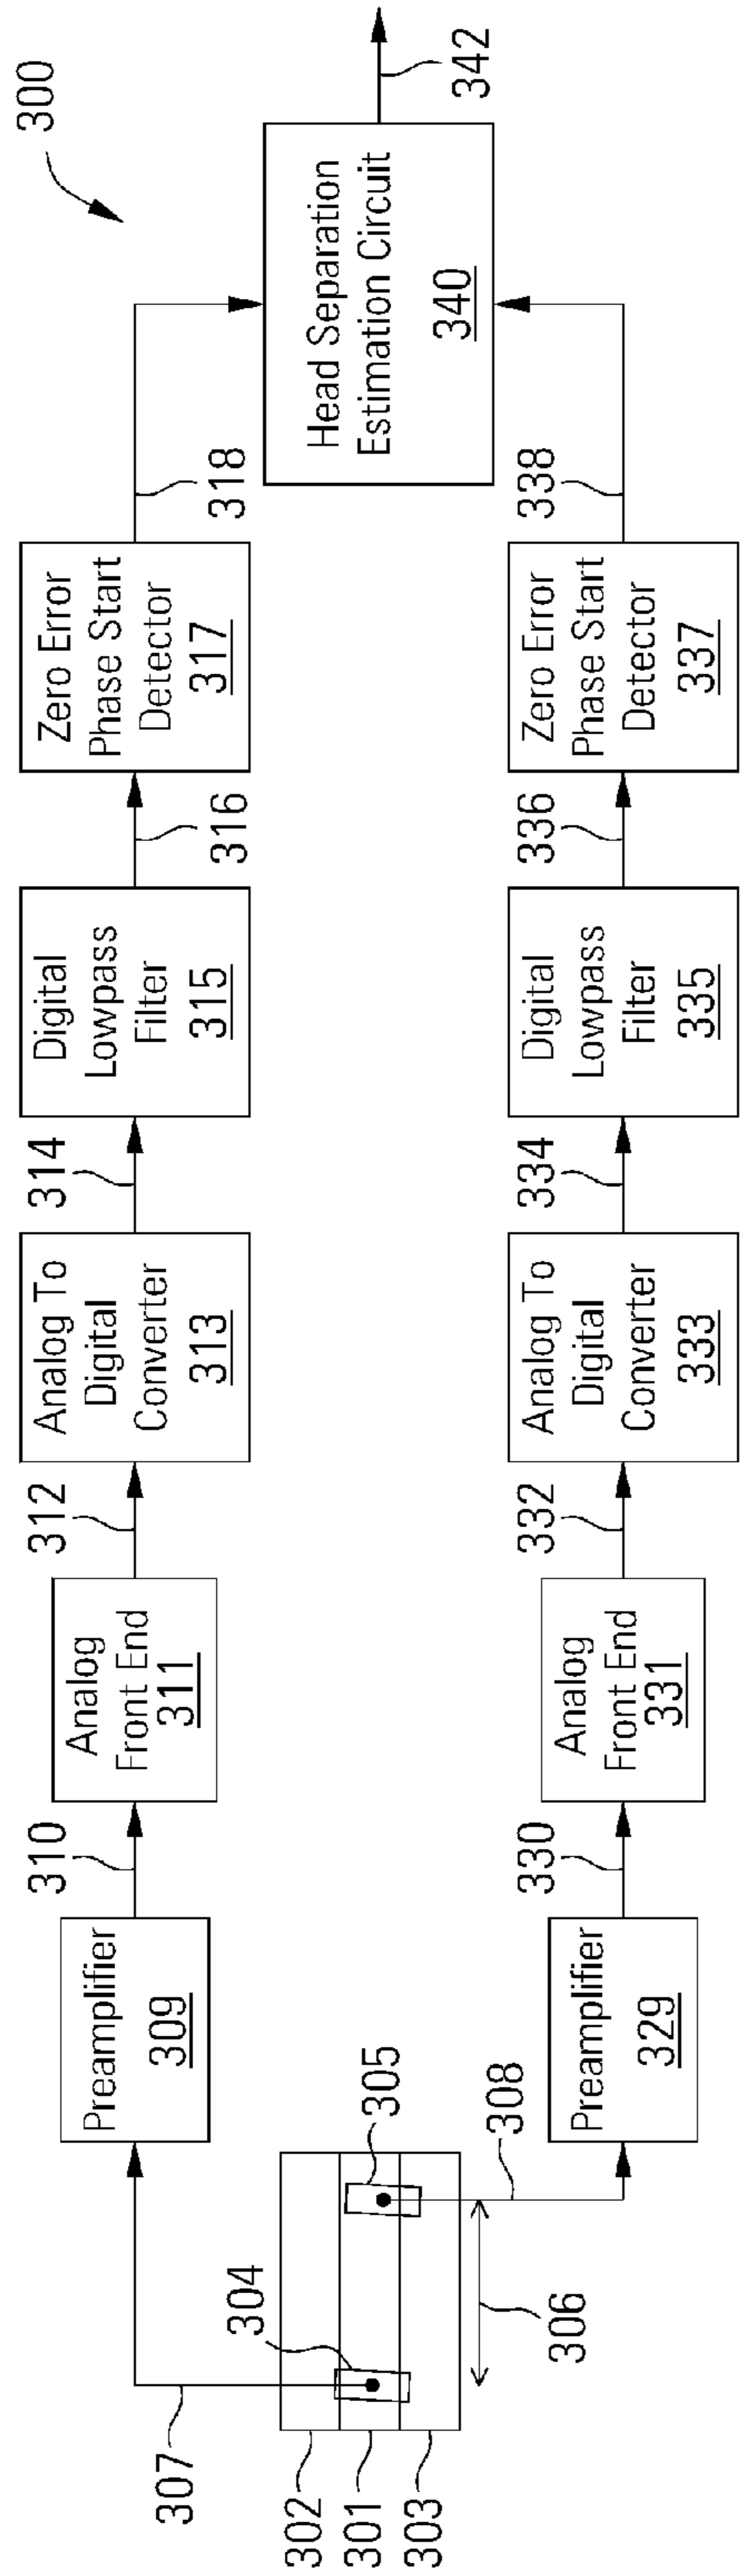 300
307
Preamplifier
309
310
Analog
Front End
311
312
Analog To
Digital
Converter
313
314
Digital
Lowpass
Filter
315
316
Zero Error
Phase Start
Detector
317
318
302
301
303
304
305
306
308
Head Separation
Estimation Circuit
340
342
Preamplifier
329
330
Analog
Front End
331
332
Analog To
Digital
Converter
333
334
Digital
Lowpass
Filter
335
336
Zero Error
Phase Start
Detector
337
338